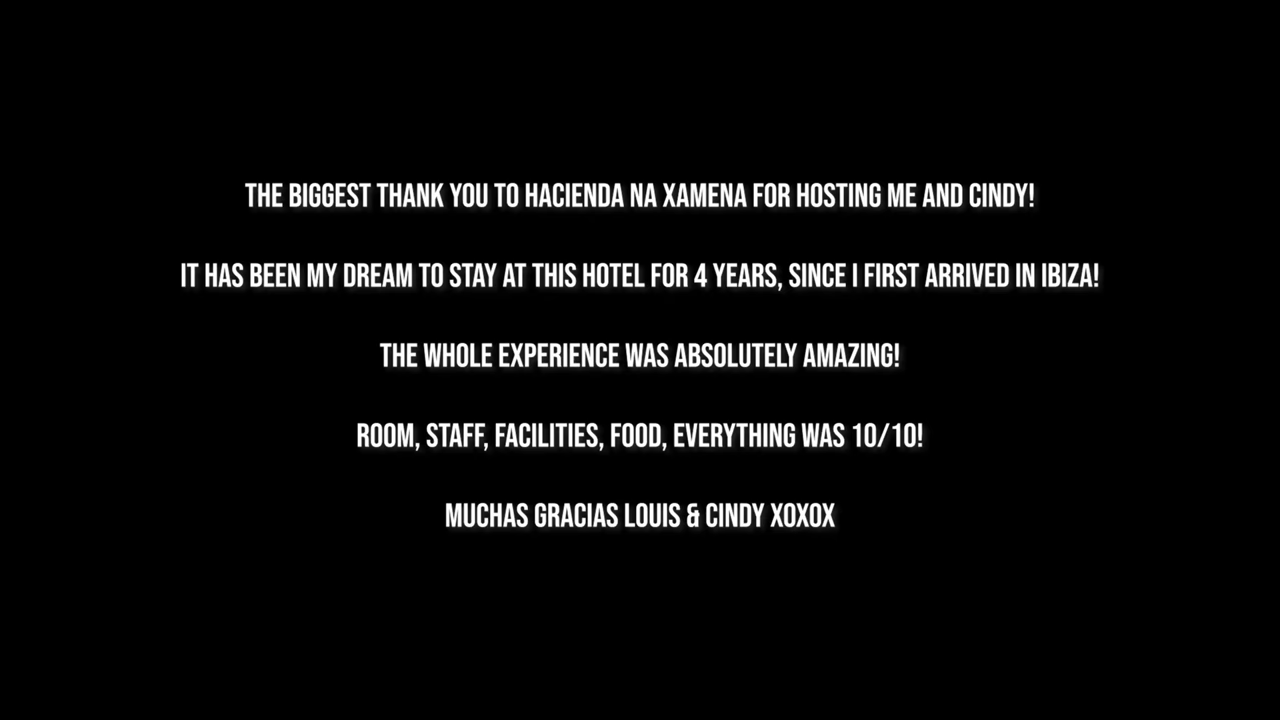 THE BIGGEST THANK YOU TO HACIENDA NA XAMENA FOR HOSTING ME AND CINDY!
IT HAS BEEN MY DREAM TO STAY AT THIS HOTEL FOR 4 YEARS, SINCE I FIRST ARRIVED IN IBIZA!
THE WHOLE EXPERIENCE WAS ABSOLUTELY AMAZING!
ROOM, STAFF, FACILITIES, FOOD, EVERYTHING WAS 10/10!
MUCHAS GRACIAS LOUIS & CINDY XOXOX